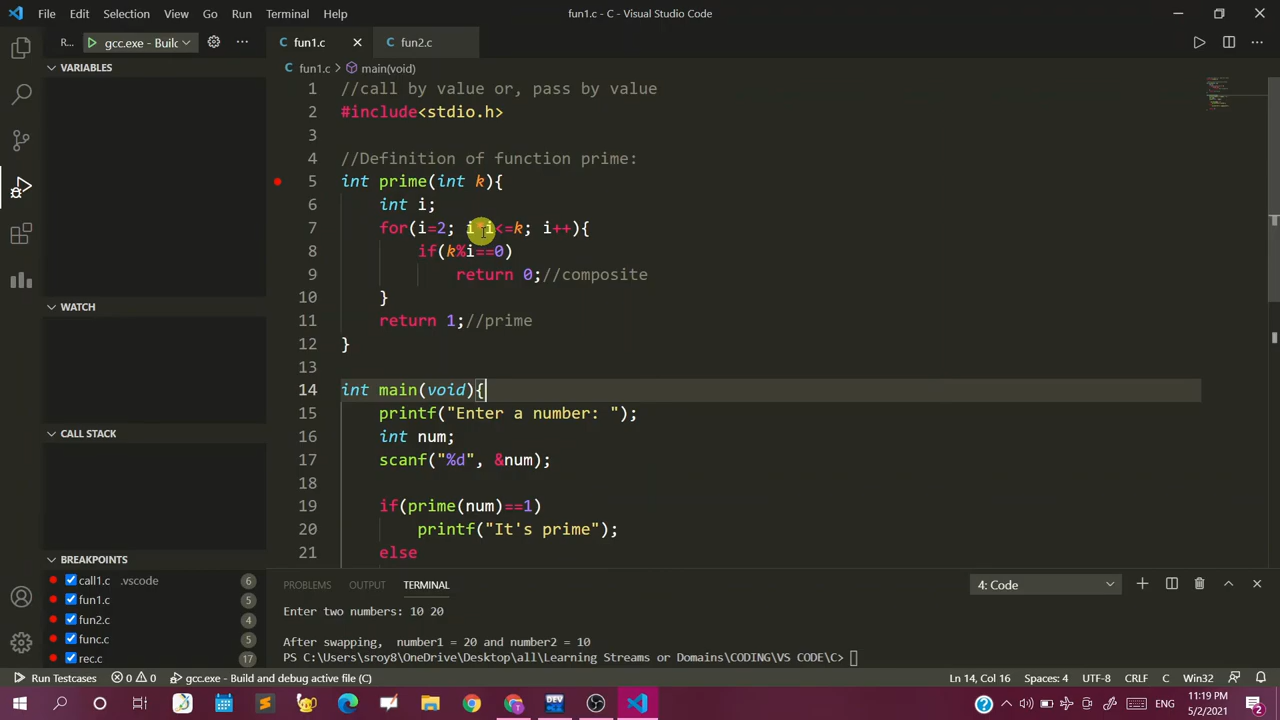 File Edit Selection View Go Run Terminal Help
fun1.c - C - Visual Studio Code
R... gcc.exe - Build ...
fun1.c
fun2.c
VARIABLES
WATCH
CALL STACK
BREAKPOINTS
call1.c .vscode 6
fun1.c 5
fun2.c 4
func.c 5
rec.c 17
fun1.c > main(void)
1 //call by value or, pass by value
2 #include<stdio.h>
3
4 //Definition of function prime:
5 int prime(int k){
6 int i;
7 for(i=2; i*i<=k; i++){
8 if(k%i==0)
9 return 0;//composite
10 }
11 return 1;//prime
12 }
13
14 int main(void){
15 printf("Enter a number: ");
16 int num;
17 scanf("%d", &num);
18
19 if(prime(num)==1)
20 printf("It's prime");
21 else
PROBLEMS OUTPUT TERMINAL
4: Code
Enter two numbers: 10 20
After swapping, number1 = 20 and number2 = 10
PS C:\Users\sroy8\OneDrive\Desktop\all\Learning Streams or Domains\CODING\VS CODE\C>
Run Testcases 0 0 gcc.exe - Build and debug active file (C)
Ln 14, Col 16 Spaces: 4 UTF-8 CRLF C Win32
ENG
11:19 PM
5/2/2021
2